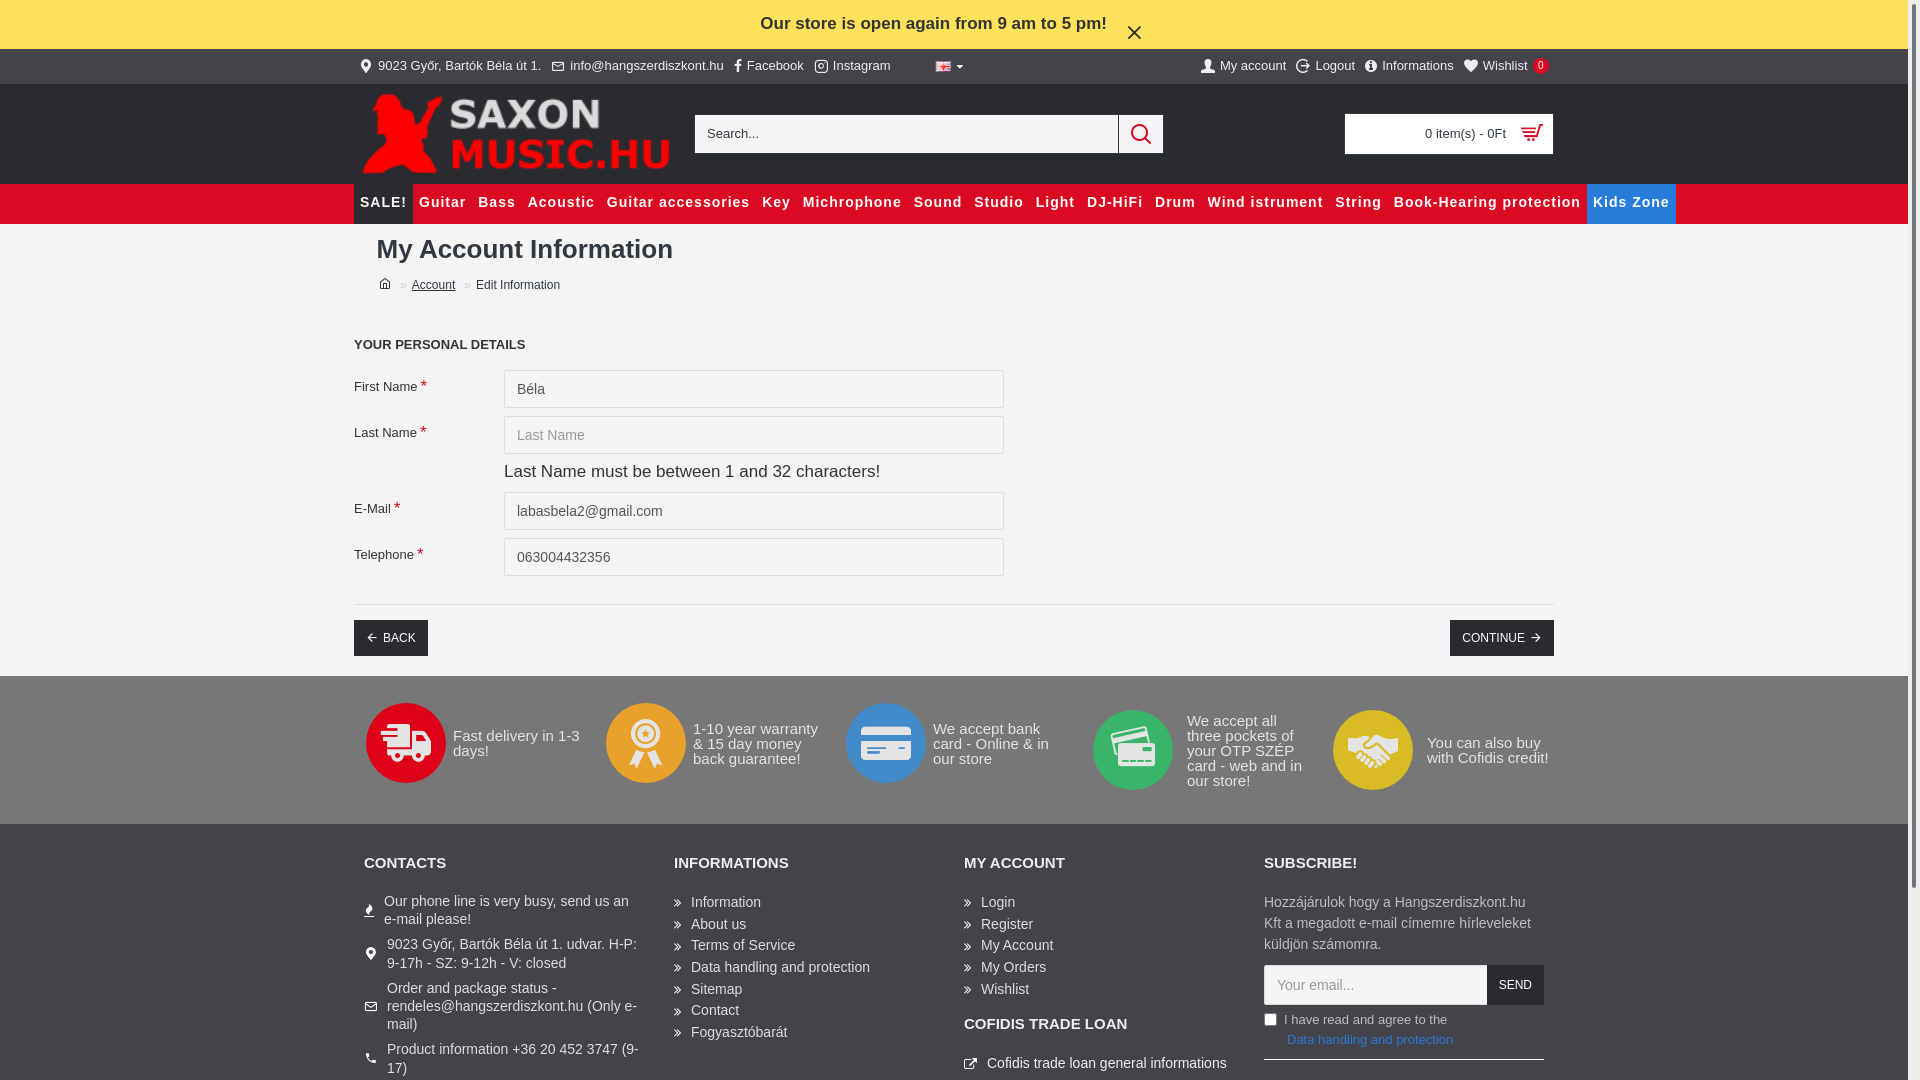 Our store is open again from 9 am to 5 pm!
9023 Győr, Bartók Béla út 1. info@hangszerdiszkont.hu Facebook Instagram My account Logout Informations Wishlist 0
SAXON
MUSIC.HU
Search...
0 item(s) - 0Ft
SALE! Guitar Bass Acoustic Guitar accessories Key Michrophone Sound Studio Light DJ-HiFi Drum Wind istrument String Book-Hearing protection Kids Zone
My Account Information
» Account » Edit Information
YOUR PERSONAL DETAILS
First Name * Béla
Last Name * Last Name
Last Name must be between 1 and 32 characters!
E-Mail * labasbela2@gmail.com
Telephone * 063004432356
BACK
CONTINUE
Fast delivery in 1-3
days!
1-10 year warranty
& 15 day money
back guarantee!
We accept bank
card - Online & in
our store
We accept all
three pockets of
your OTP SZÉP
card - web and in
our store!
You can also buy
with Cofidis credit!
CONTACTS
Our phone line is very busy, send us an
e-mail please!
9023 Győr, Bartók Béla út 1. udvar. H-P:
9-17h - SZ: 9-12h - V: closed
Order and package status -
rendeles@hangszerdiszkont.hu (Only e-
mail)
Product information +36 20 452 3747 (9-
17)
INFORMATIONS
Information
About us
Terms of Service
Data handling and protection
Sitemap
Contact
Fogyasztóbarát
MY ACCOUNT
Login
Register
My Account
My Orders
Wishlist
COFIDIS TRADE LOAN
Cofidis trade loan general informations
SUBSCRIBE!
Hozzájárulok hogy a Hangszerdiszkont.hu
Kft a megadott e-mail címemre hírleveleket
küldjön számomra.
Your email... SEND
I have read and agree to the
Data handling and protection